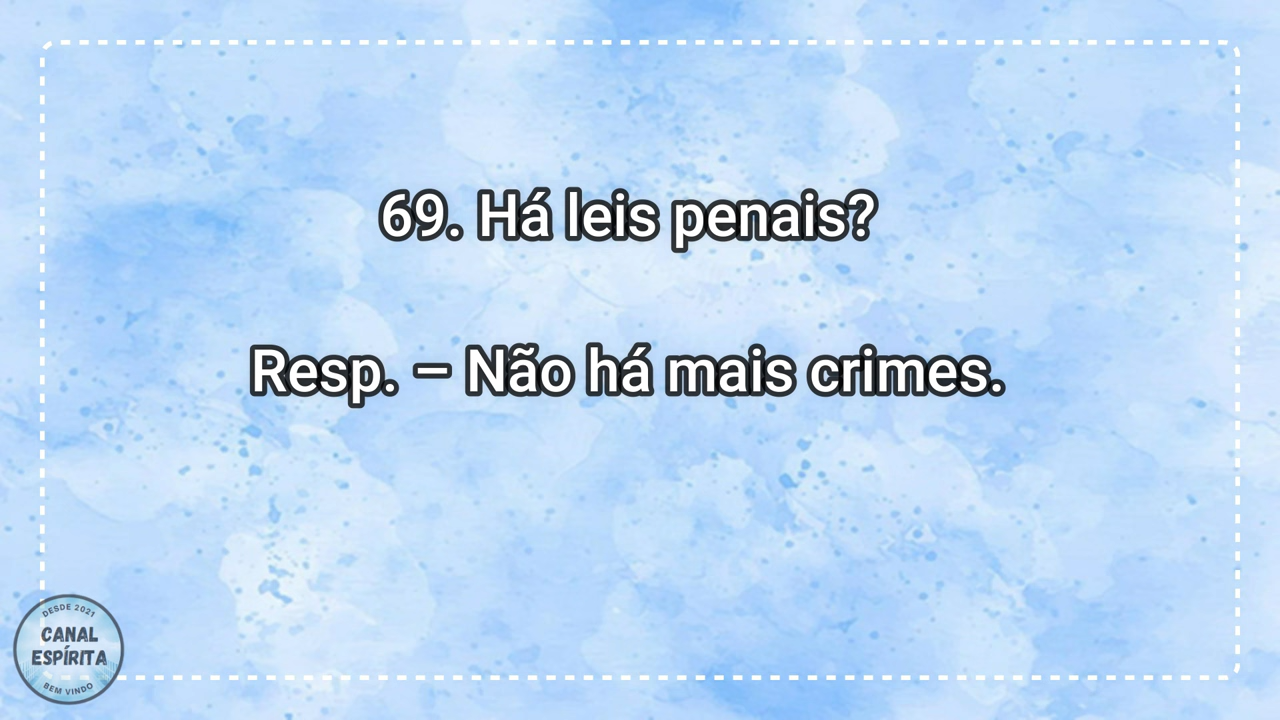 69. Há leis penais?
Resp. – Não há mais crimes.
DESDE 2021
CANAL
ESPÍRITA
BEM VINDO